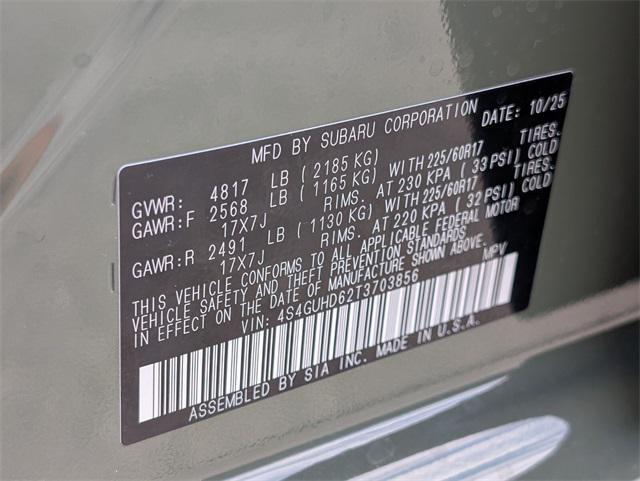 MFD BY SUBARU CORPORATION DATE: 10/25
GVWR: 4817 LB (2185 KG)
GAWR:F 2568 LB (1165 KG) WITH 225/60R17 TIRES.
17X7J RIMS. AT 230 KPA (33 PSI) COLD
GAWR:R 2491 LB (1130 KG) WITH 225/60R17 TIRES.
17X7J RIMS. AT 220 KPA (32 PSI) COLD
THIS VEHICLE CONFORMS TO ALL APPLICABLE FEDERAL MOTOR
VEHICLE SAFETY AND THEFT PREVENTION STANDARDS
IN EFFECT ON THE DATE OF MANUFACTURE SHOWN ABOVE.
VIN: 4S4GUHD62T3703856 MPV
ASSEMBLED BY SIA INC. MADE IN U.S.A.